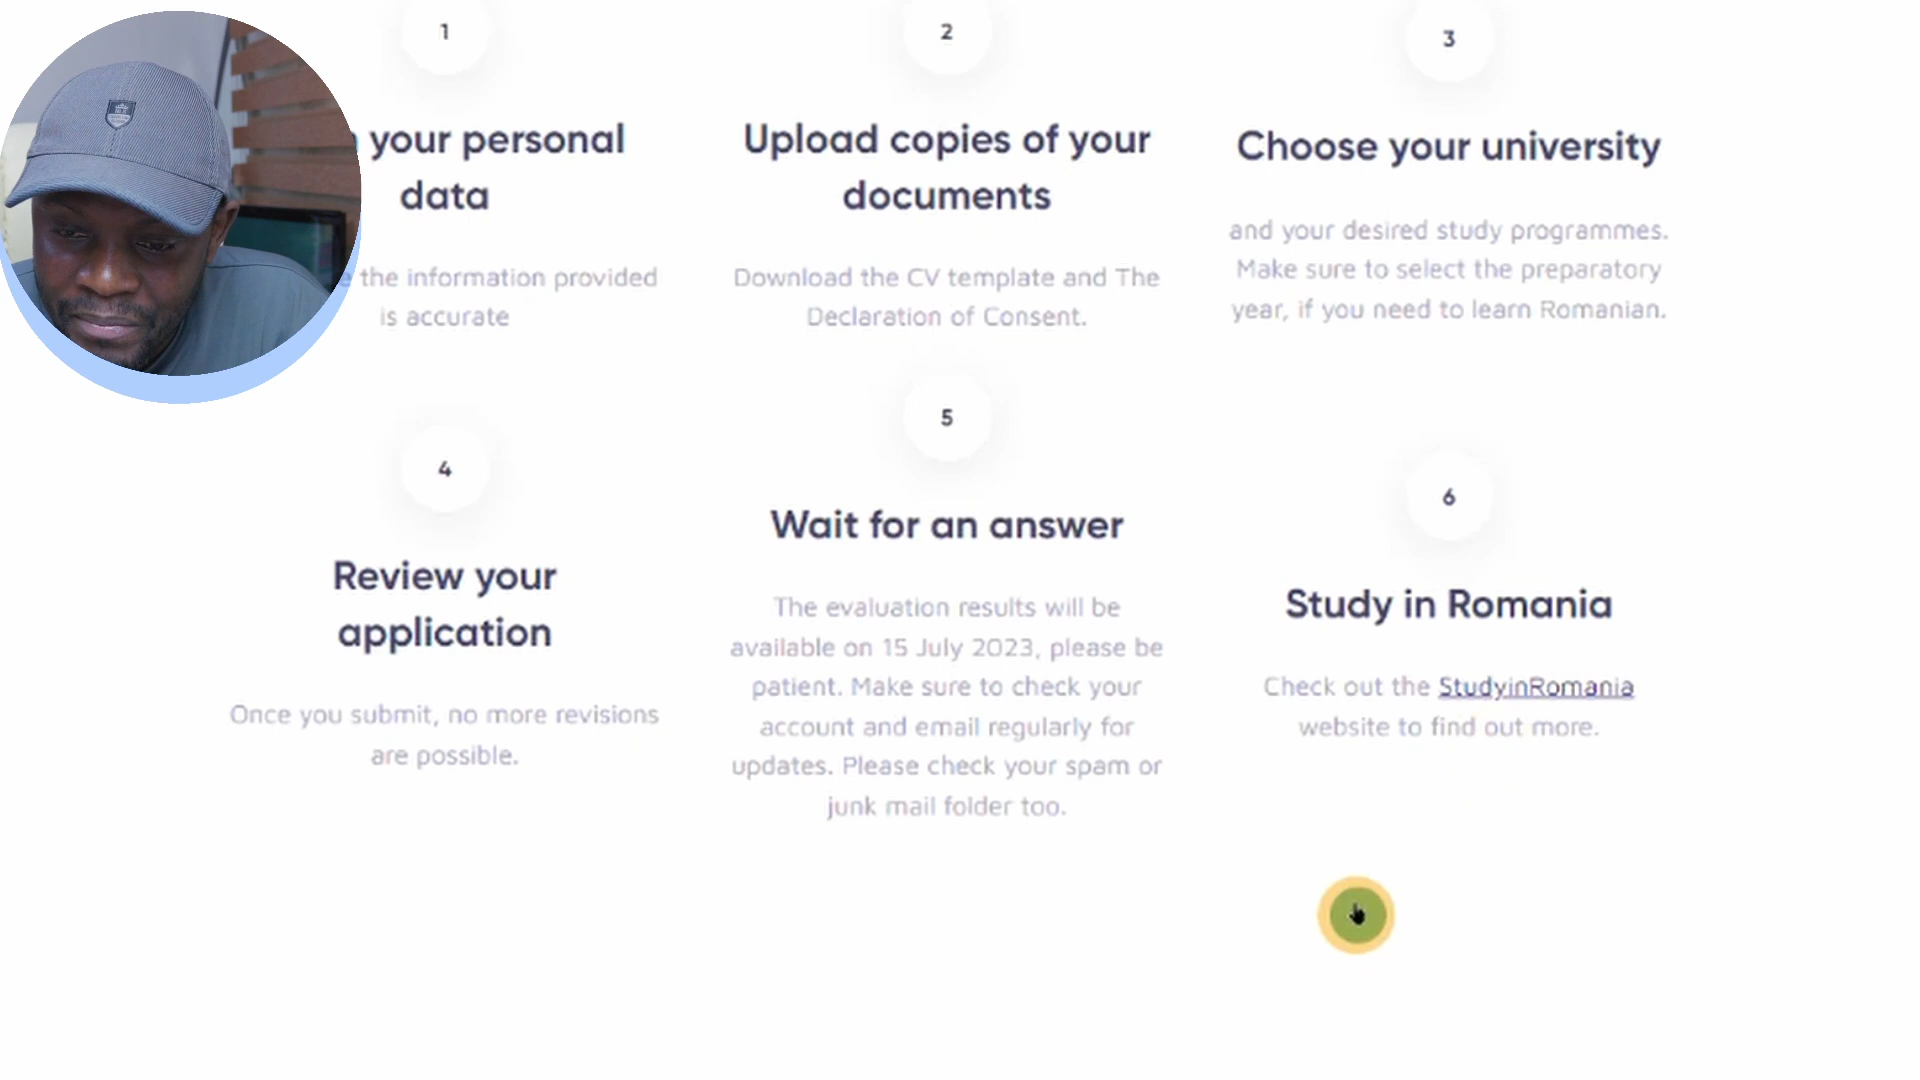 1
your personal
data
the information provided
is accurate
2
Upload copies of your
documents
Download the CV template and The
Declaration of Consent.
3
Choose your university
and your desired study programmes.
Make sure to select the preparatory
year, if you need to learn Romanian.
4
Review your
application
Once you submit, no more revisions
are possible.
5
Wait for an answer
The evaluation results will be
available on 15 July 2023, please be
patient. Make sure to check your
account and email regularly for
updates. Please check your spam or
junk mail folder too.
6
Study in Romania
Check out the StudyinRomania
website to find out more.